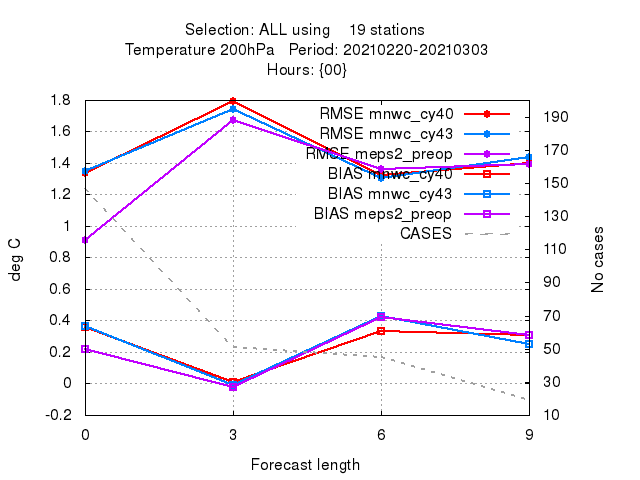 Selection: ALL using 19 stations
Temperature 200hPa Period: 20210220-20210303
Hours: {00}
1.8
1.6
1.4
1.2
1
0.8
0.6
0.4
0.2
0
-0.2
deg C
RMSE mnwc_cy40
RMSE mnwc_cy43
RMSE meps2_preop
BIAS mnwc_cy40
BIAS mnwc_cy43
BIAS meps2_preop
CASES
190
170
150
130
110
90
70
50
30
10
No cases
0 3 6 9
Forecast length